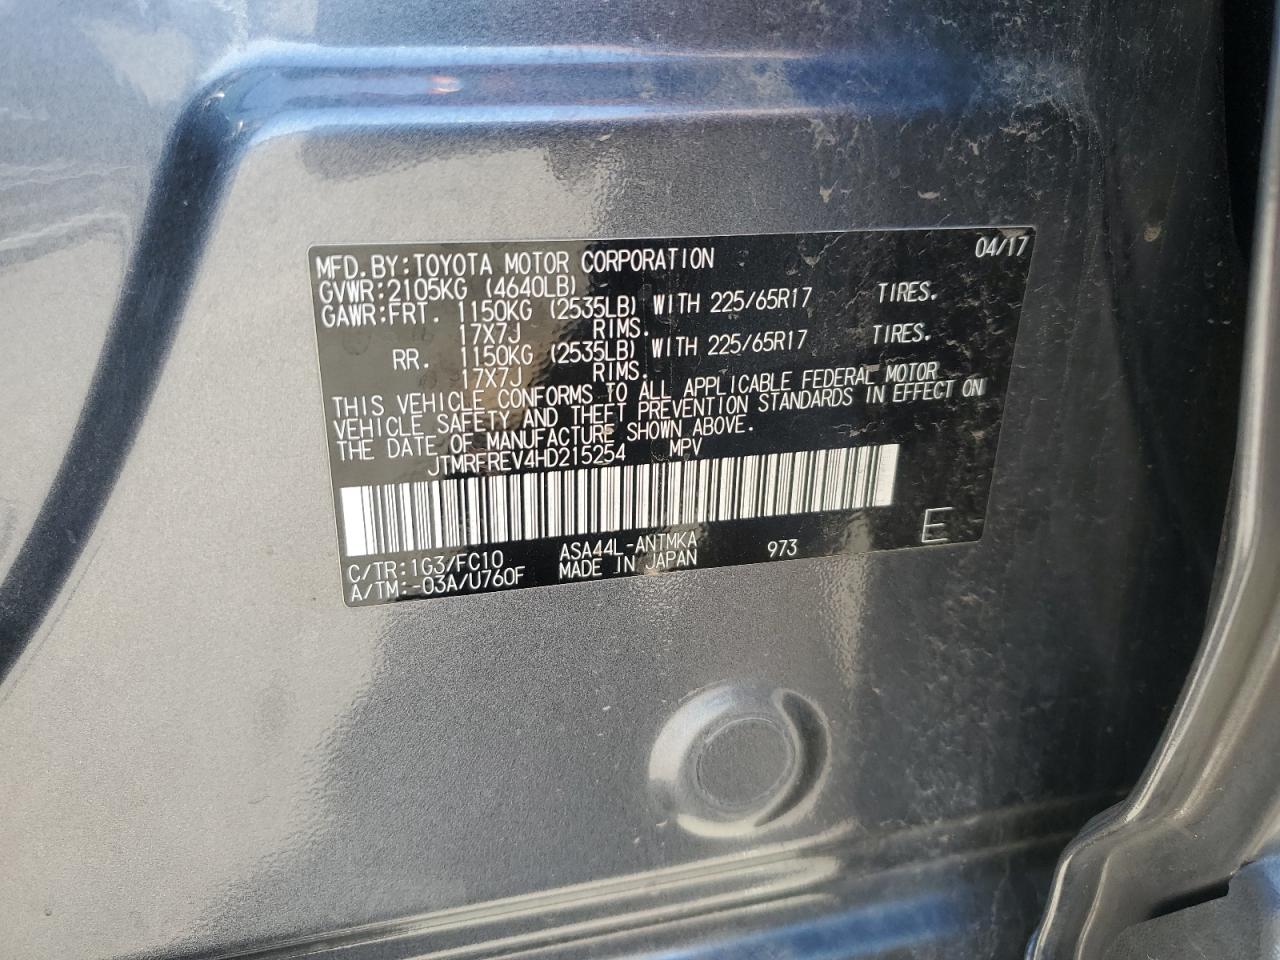 MFD.BY:TOYOTA MOTOR CORPORATION 04/17
GVWR:2105KG (4640LB)
GAWR:FRT. 1150KG (2535LB) WITH 225/65R17 TIRES.
17X7J RIMS.
RR. 1150KG (2535LB) WITH 225/65R17 TIRES.
17X7J RIMS.
THIS VEHICLE CONFORMS TO ALL APPLICABLE FEDERAL MOTOR
VEHICLE SAFETY AND THEFT PREVENTION STANDARDS IN EFFECT ON
THE DATE OF MANUFACTURE SHOWN ABOVE.
JTMRFREV4HD215254 MPV
C/TR:1G3/FC10 ASA44L-ANTMKA 973 E
A/TM:-03A/U760F MADE IN JAPAN